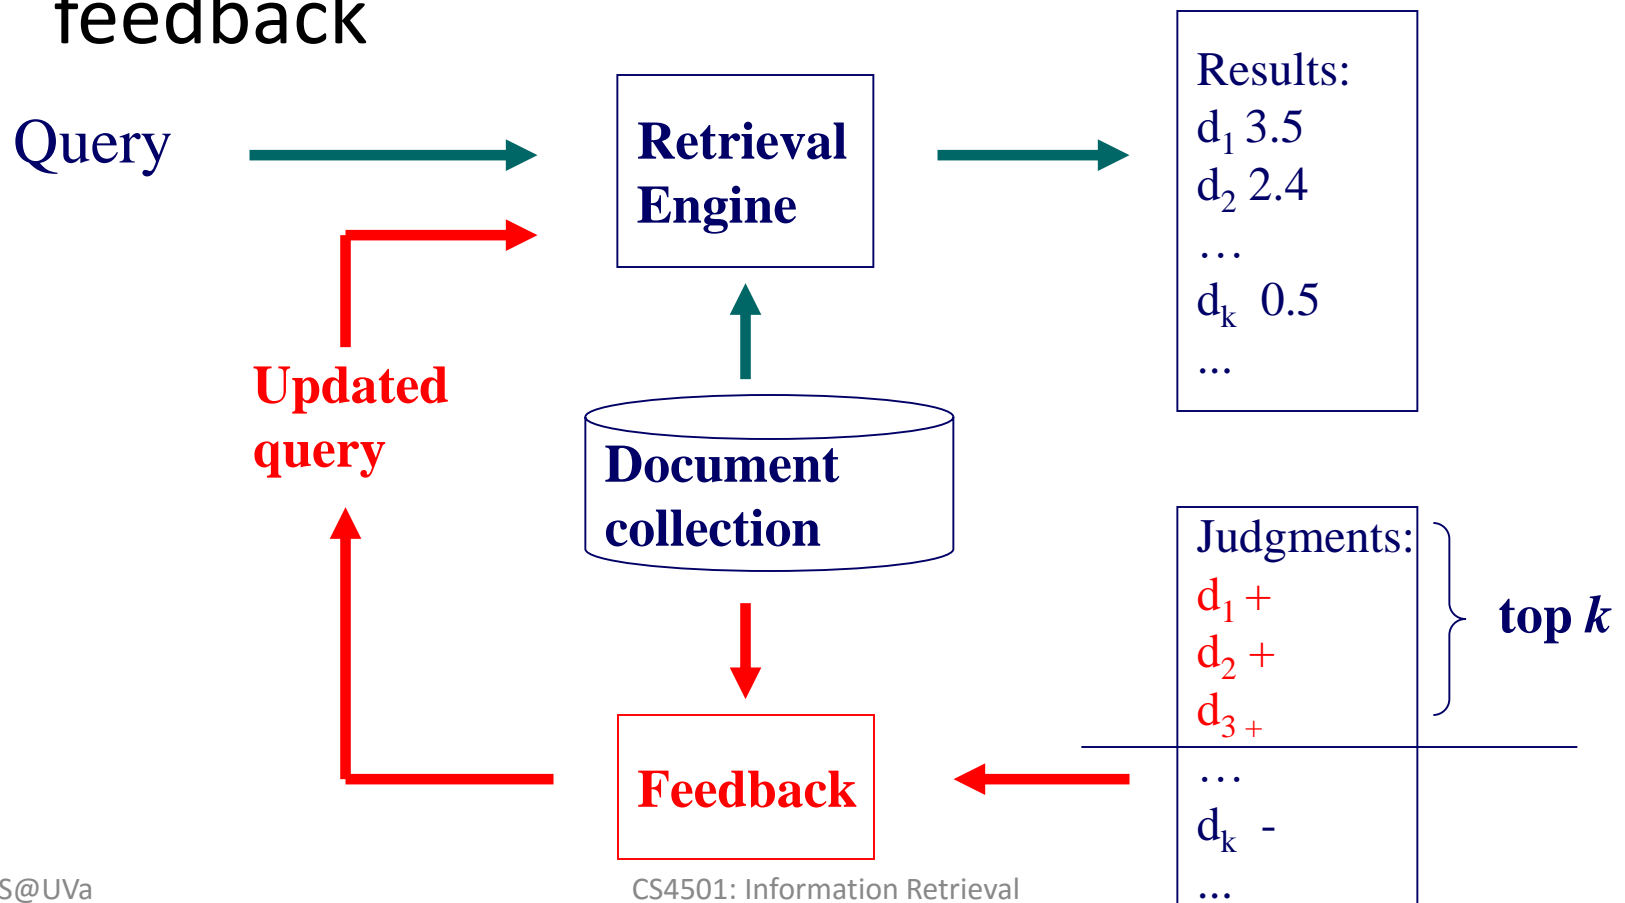 feedback
Query
Retrieval
Engine
Results:
d₁ 3.5
d₂ 2.4
…
dₖ 0.5
...
Updated
query
Document
collection
Judgments:
d₁ +
d₂ +
d₃ +
…
dₖ -
...
top k
Feedback
S@UVa
CS4501: Information Retrieval